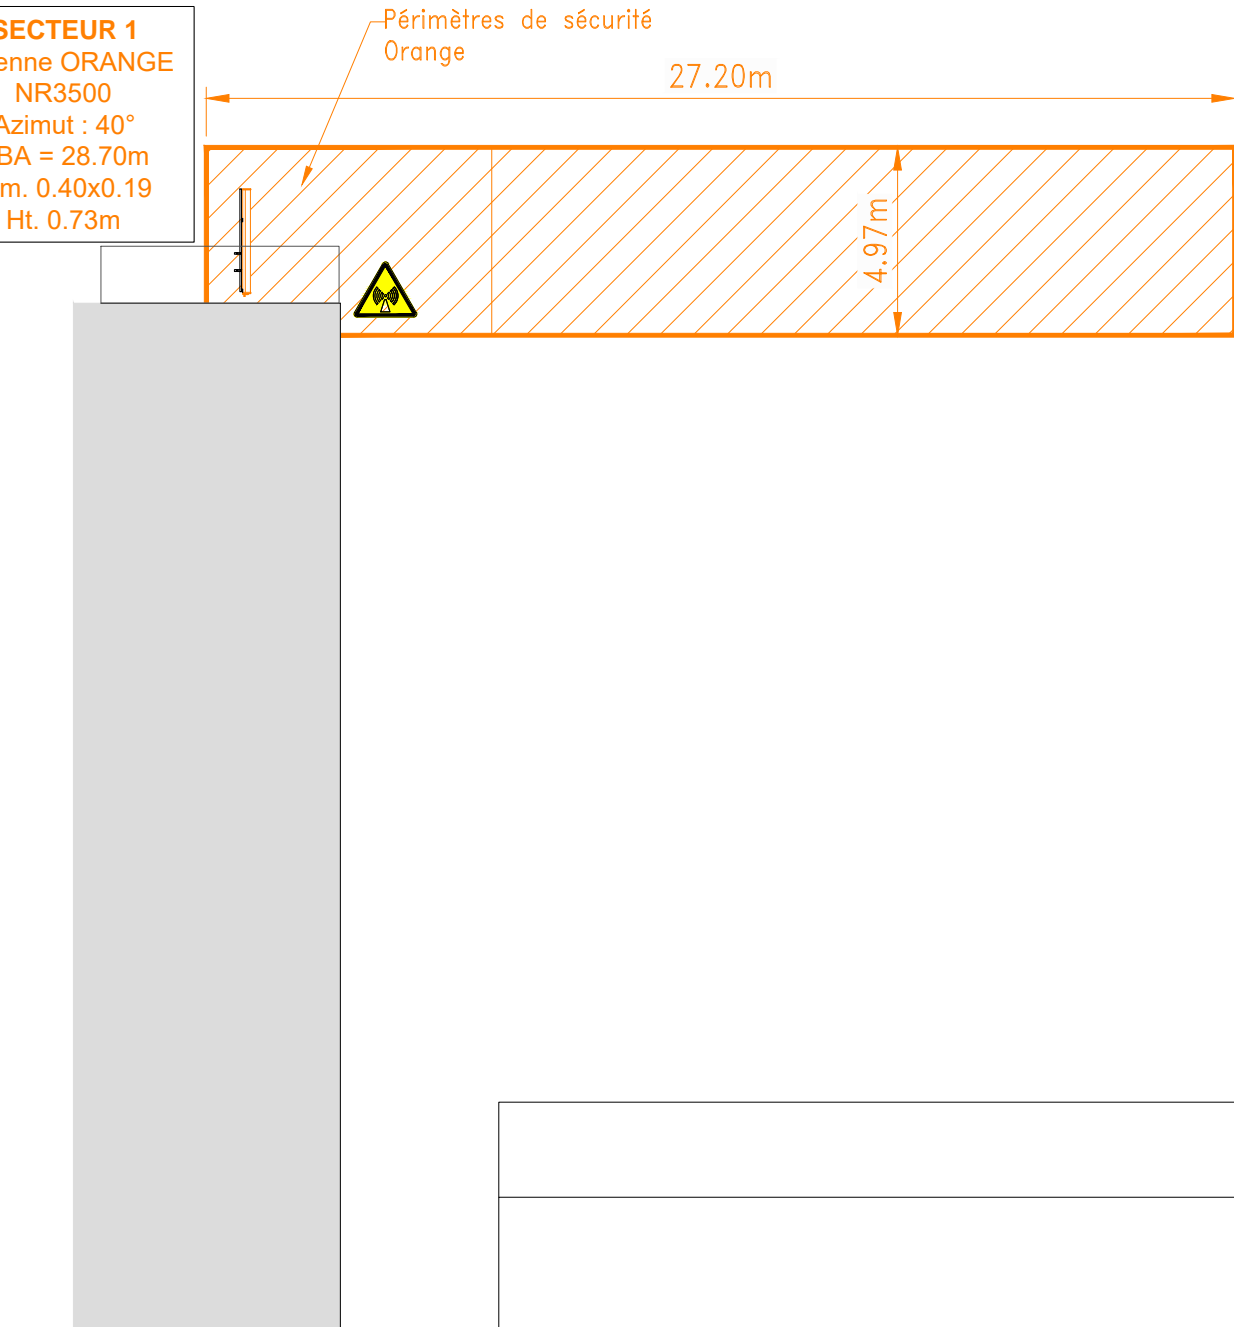 SECTEUR 1
enne ORANGE
NR3500
Azimut : 40°
BA = 28.70m
m. 0.40x0.19
Ht. 0.73m
Périmètres de sécurité
Orange
27.20m
4.97m